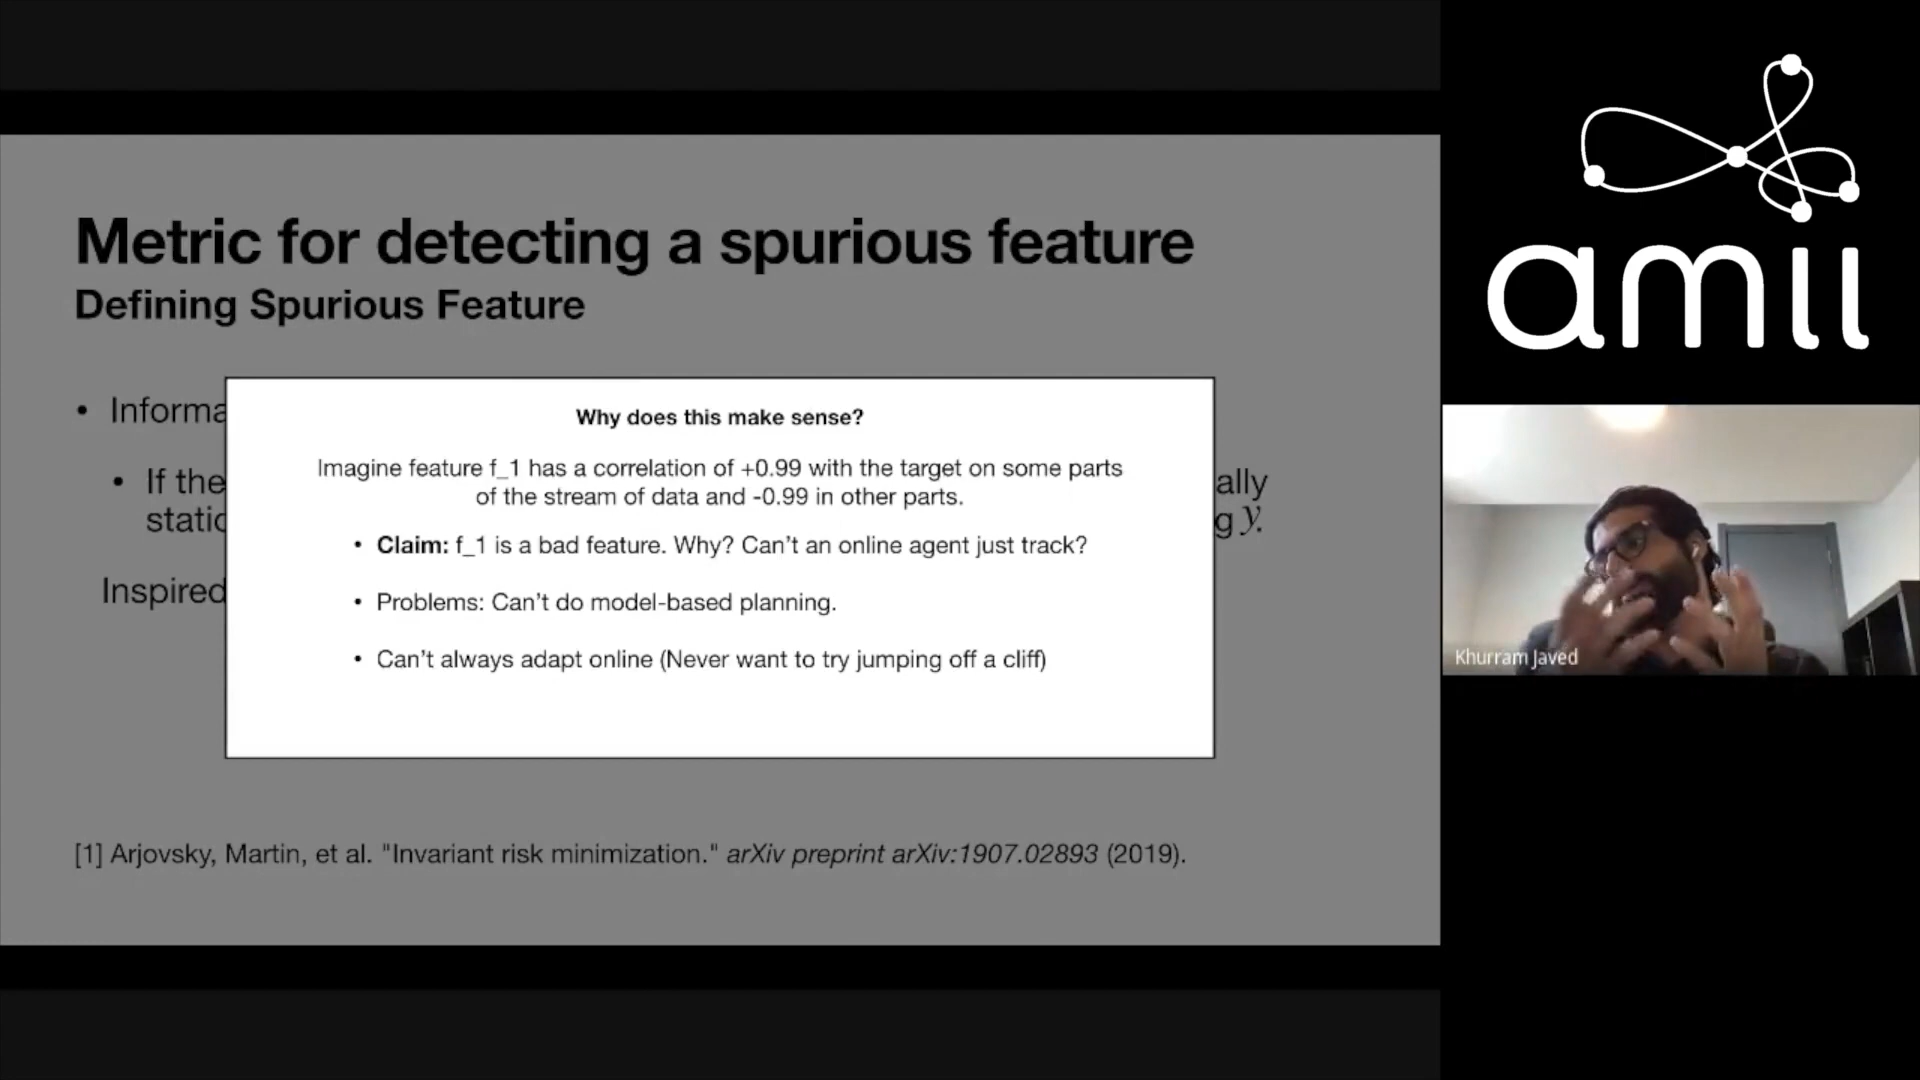 Metric for detecting a spurious feature
Defining Spurious Feature
• Informa
• If the
ally
static
g y.
Inspired
Why does this make sense?
Imagine feature f_1 has a correlation of +0.99 with the target on some parts
of the stream of data and -0.99 in other parts.
• Claim: f_1 is a bad feature. Why? Can't an online agent just track?
• Problems: Can't do model-based planning.
• Can't always adapt online (Never want to try jumping off a cliff)
[1] Arjovsky, Martin, et al. "Invariant risk minimization." arXiv preprint arXiv:1907.02893 (2019).
amii
Khurram Javed